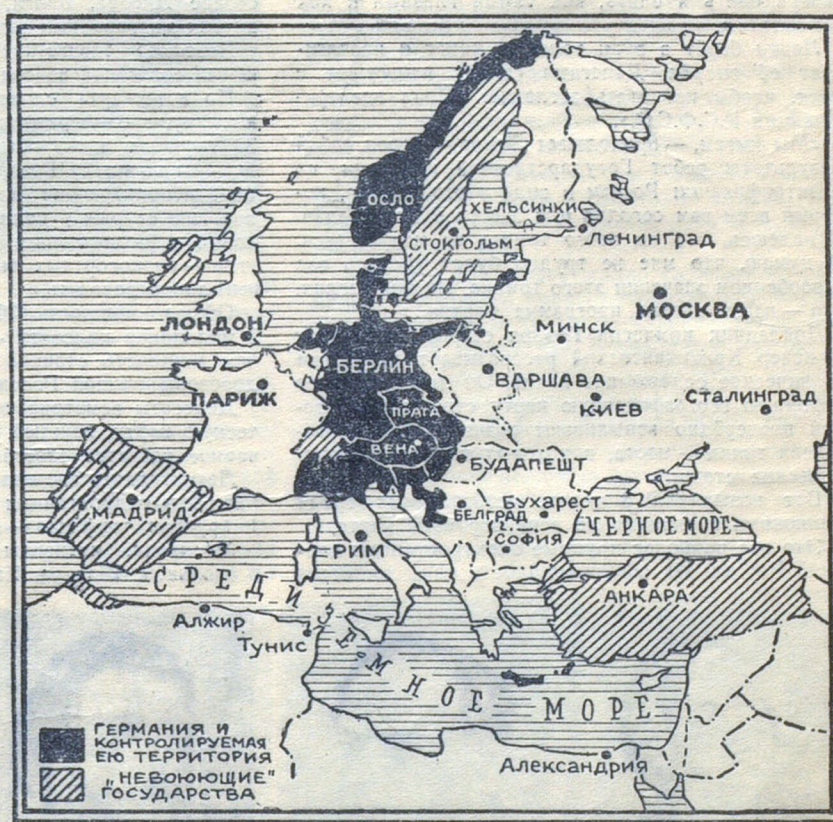 ОСЛО
ХЕЛЬСИНКИ
СТОКГОЛЬМ
Ленинград
МОСКВА
ЛОНДОН
Минск
БЕРЛИН
ВАРШАВА
ПАРИЖ
КИЕВ
Сталинград
ПРАГА
ВЕНА
БУДАПЕШТ
МАДРИД
БЕЛГРАД
Бухарест
ЧЕРНОЕ МОРЕ
РИМ
СОФИЯ
АНКАРА
СРЕДИЗЕМНОЕ МОРЕ
Алжир
Тунис
Александрия
ГЕРМАНИЯ И
КОНТРОЛИРУЕМАЯ
ЕЮ ТЕРРИТОРИЯ
„НЕВОЮЮЩИЕ"
ГОСУДАРСТВА